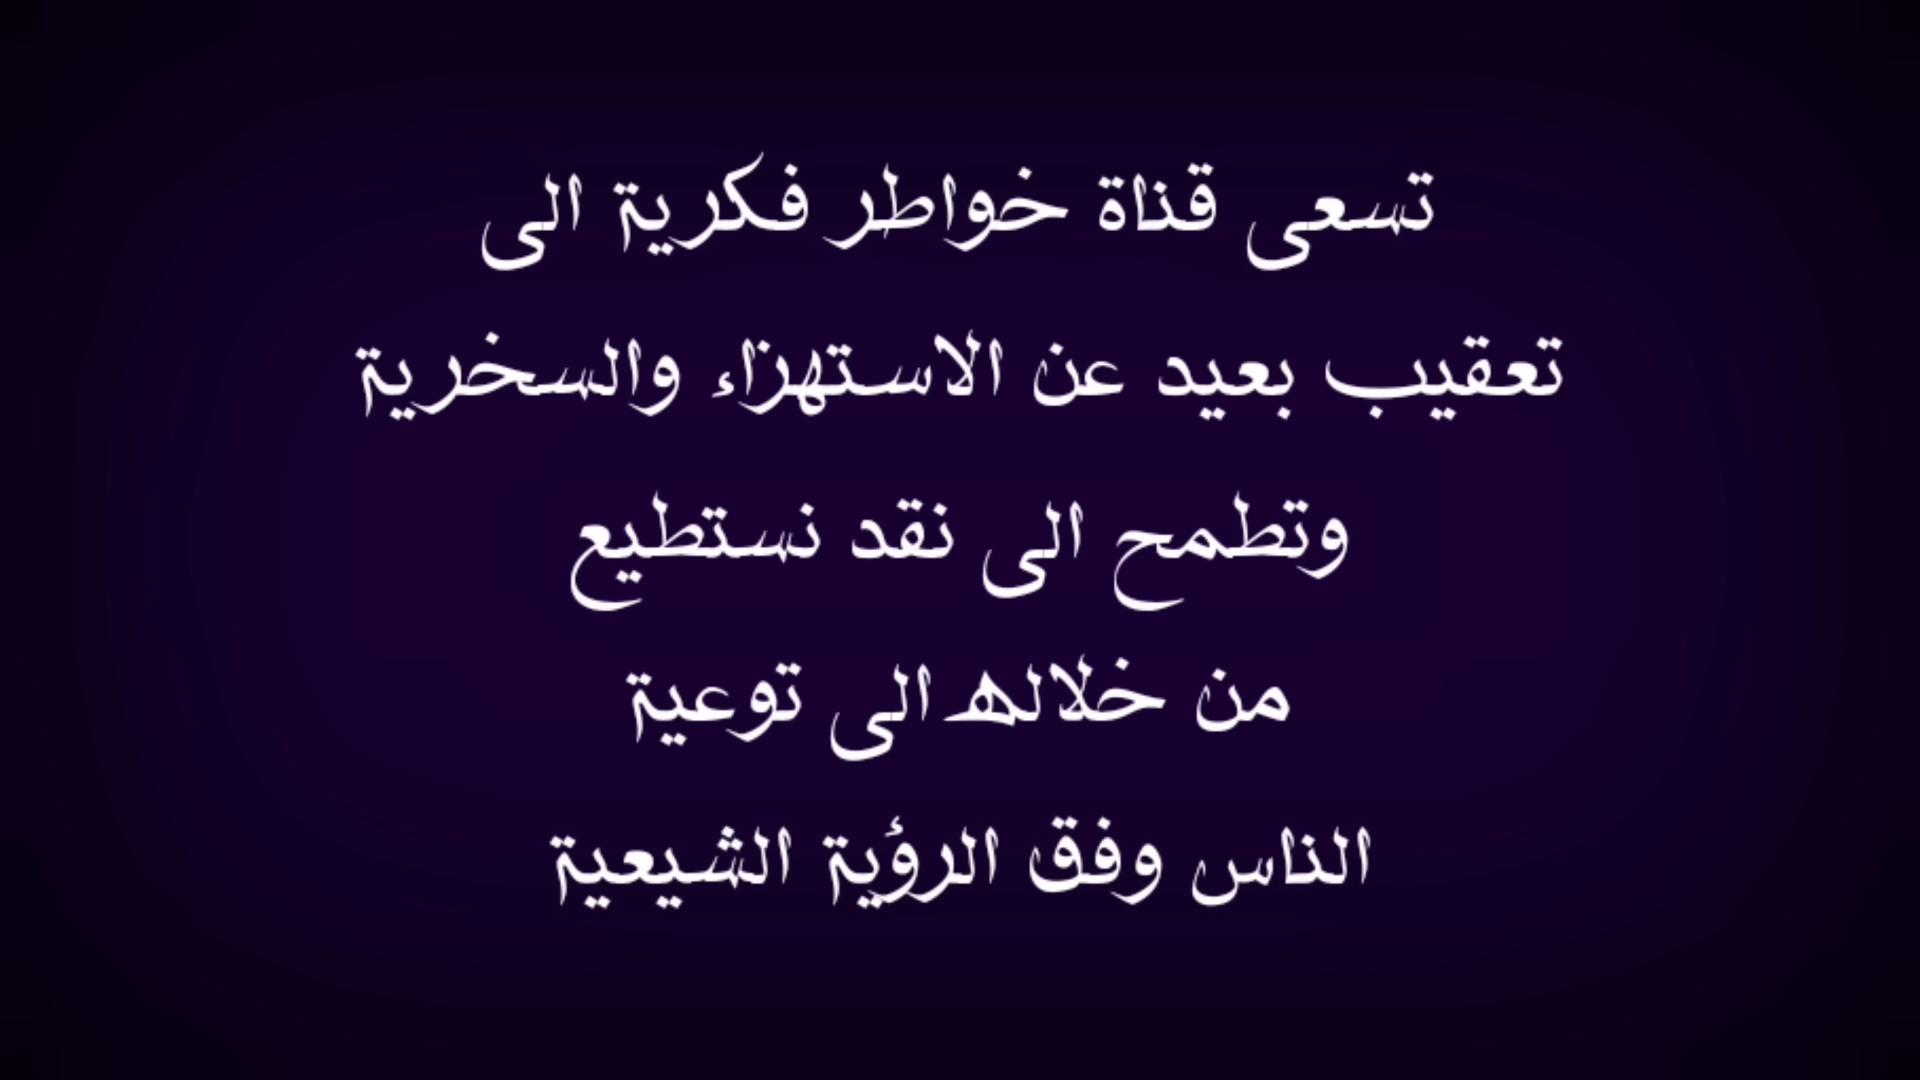 تسعى قناة خواطر فكرية الى
تعقيب بعيد عن الاستهزاء والسخرية
وتطمح الى نقد نستطيع
من خلاله الى توعية
الناس وفق الرؤية الشيعية